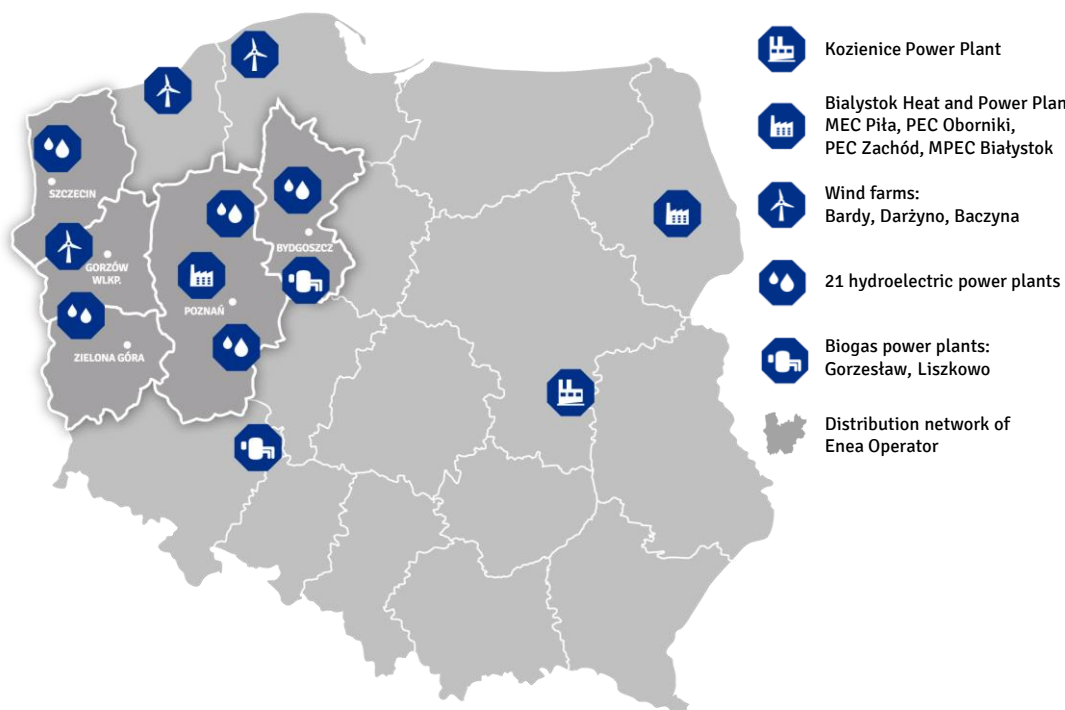 SZCZECIN
GORZÓW
WLKP.
ZIELONA GÓRA
POZNAŃ
BYDGOSZCZ
Kozienice Power Plant
Bialystok Heat and Power Plan
MEC Piła, PEC Oborniki,
PEC Zachód, MPEC Białystok
Wind farms:
Bardy, Darżyno, Baczyna
21 hydroelectric power plants
Biogas power plants:
Gorzesław, Liszkowo
Distribution network of
Enea Operator